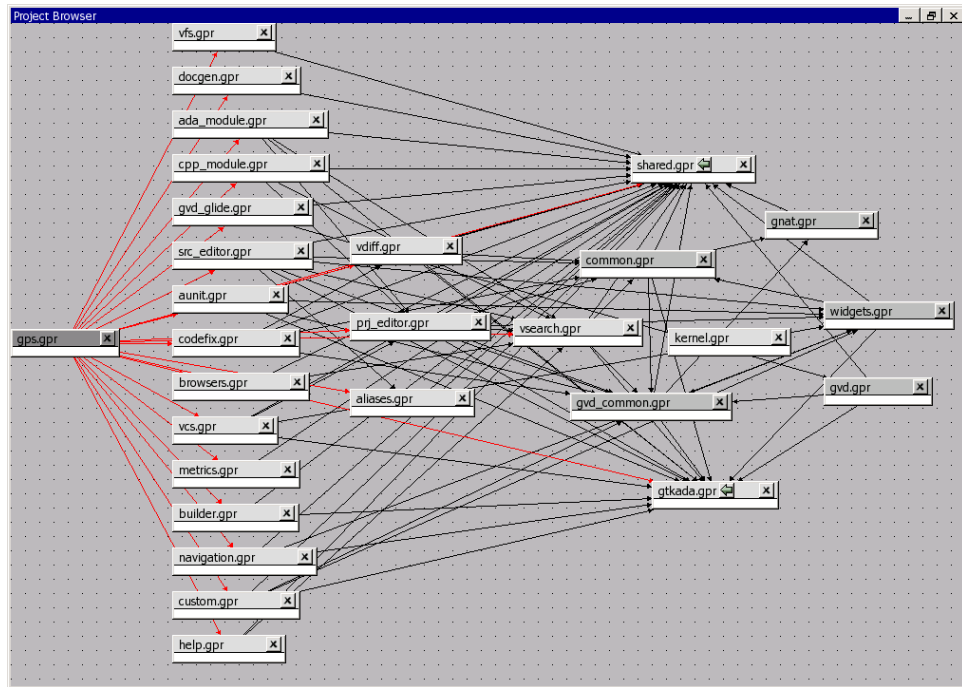 Project Browser
vfs.gpr
docgen.gpr
ada_module.gpr
cpp_module.gpr
shared.gpr
gvd_glide.gpr
gnat.gpr
src_editor.gpr
vdiff.gpr
common.gpr
aunit.gpr
prj_editor.gpr
vsearch.gpr
widgets.gpr
gps.gpr
codefix.gpr
kernel.gpr
browsers.gpr
aliases.gpr
gvd_common.gpr
gvd.gpr
vcs.gpr
metrics.gpr
gtkada.gpr
builder.gpr
navigation.gpr
custom.gpr
help.gpr